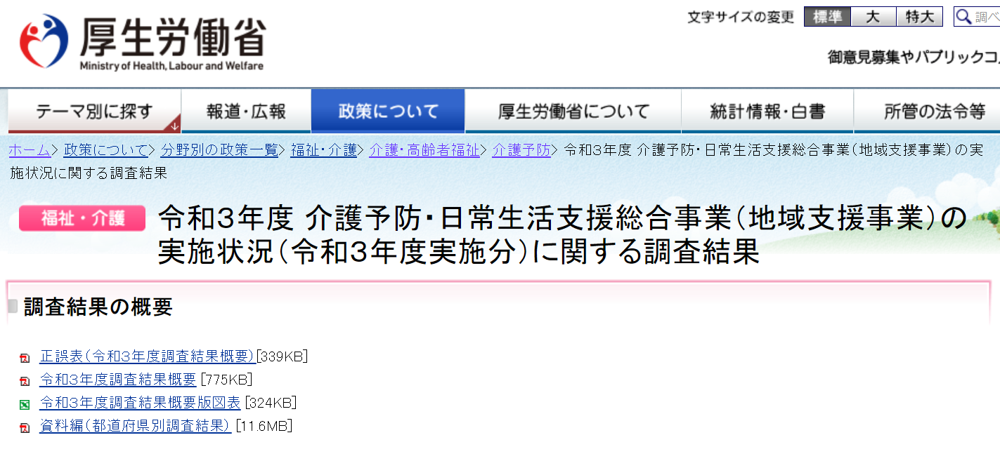 厚生労働省
Ministry of Health, Labour and Welfare
文字サイズの変更 標準 大 特大 調べ
御意見募集やパブリックコ
テーマ別に探す 報道・広報 政策について 厚生労働省について 統計情報・白書 所管の法令等
ホーム> 政策について> 分野別の政策一覧> 福祉・介護> 介護・高齢者福祉> 介護予防> 令和3年度 介護予防・日常生活支援総合事業（地域支援事業）の実
施状況に関する調査結果
福祉・介護
令和3年度 介護予防・日常生活支援総合事業（地域支援事業）の
実施状況（令和3年度実施分）に関する調査結果
調査結果の概要
正誤表（令和3年度調査結果概要）[339KB]
令和3年度調査結果概要 [775KB]
令和3年度調査結果概要版図表 [324KB]
資料編（都道府県別調査結果） [11.6MB]